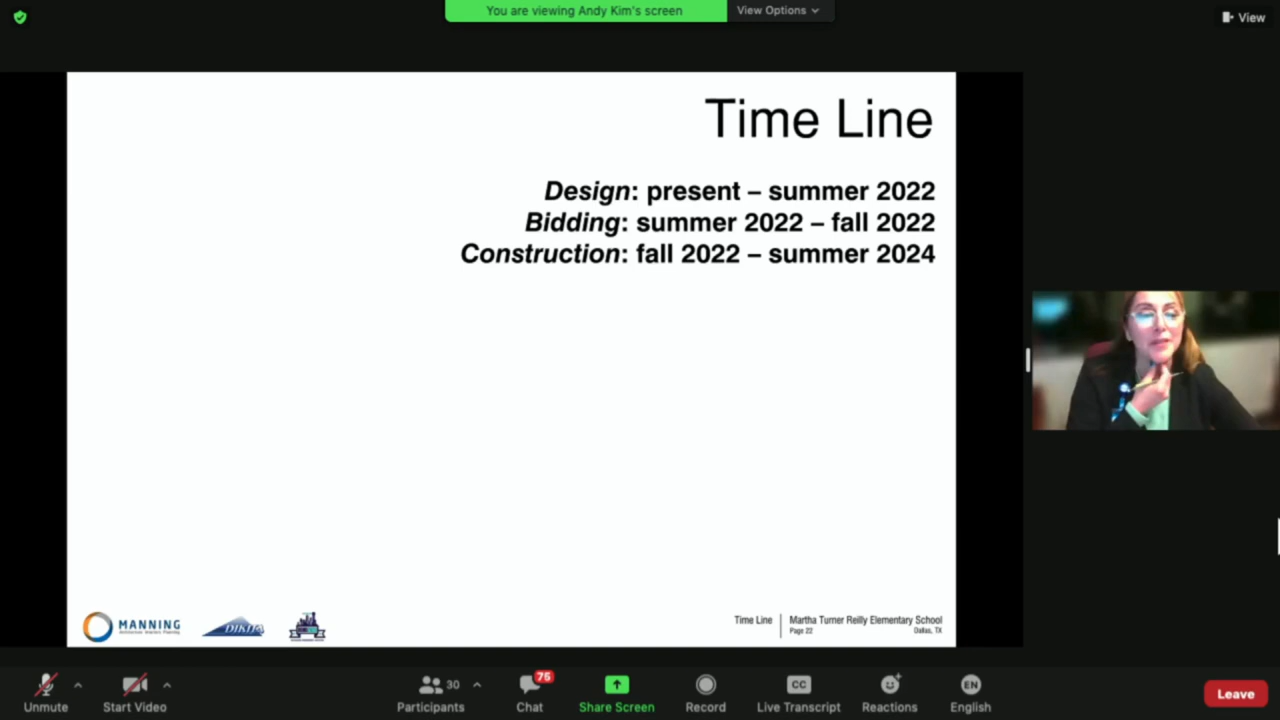 You are viewing Andy Kim's screen
View Options
View
Time Line
Design: present – summer 2022
Bidding: summer 2022 – fall 2022
Construction: fall 2022 – summer 2024
MANNING
DIKITA
Time Line
Page 22
Martha Turner Reilly Elementary School
Dallas, TX
Unmute
Start Video
30
Participants
75
Chat
Share Screen
Record
CC
Live Transcript
Reactions
EN
English
Leave